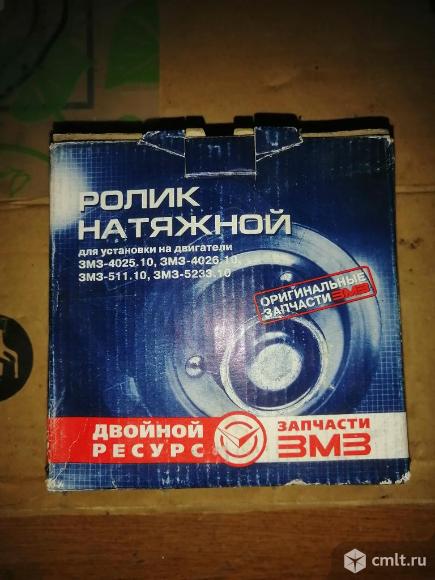 РОЛИК
НАТЯЖНОЙ
для установки на двигатели
ЗМЗ-4025.10, ЗМЗ-4026.10,
ЗМЗ-511.10, ЗМЗ-5233.10
ОРИГИНАЛЬНЫЕ
ЗАПЧАСТИ ЗМЗ
ДВОЙНОЙ
РЕСУРС
ЗАПЧАСТИ
ЗМЗ
cmlt.ru